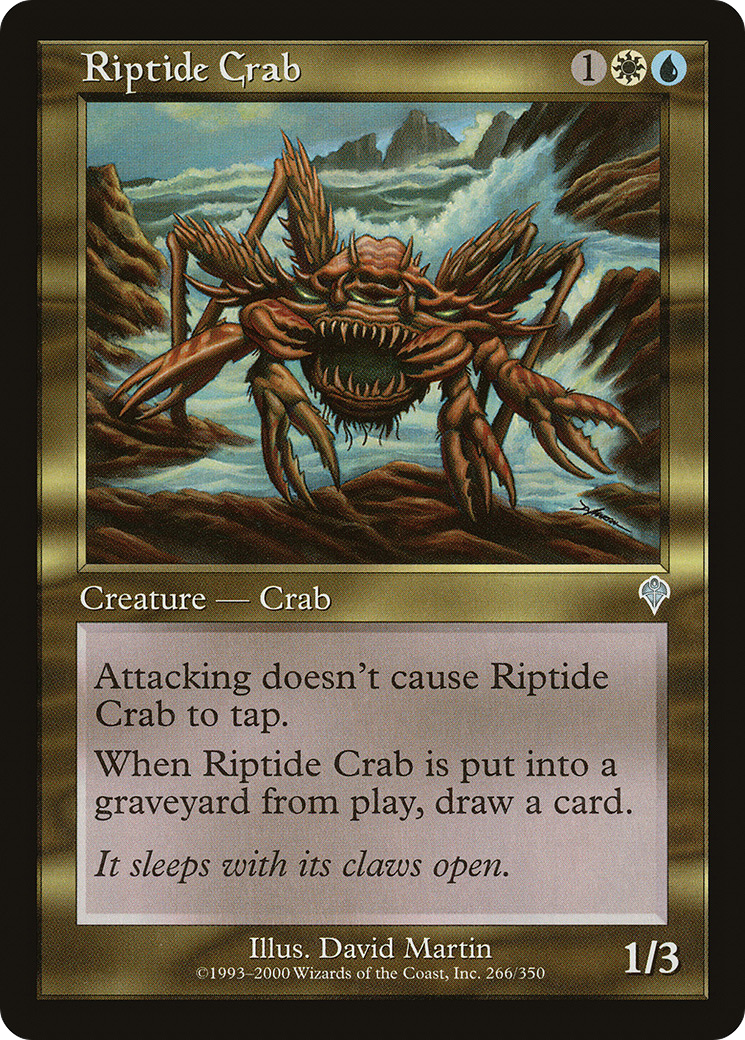 Riptide Crab
1
Creature — Crab
Attacking doesn't cause Riptide
Crab to tap.
When Riptide Crab is put into a
graveyard from play, draw a card.
It sleeps with its claws open.
Illus. David Martin
©1993–2000 Wizards of the Coast, Inc. 266/350
1/3